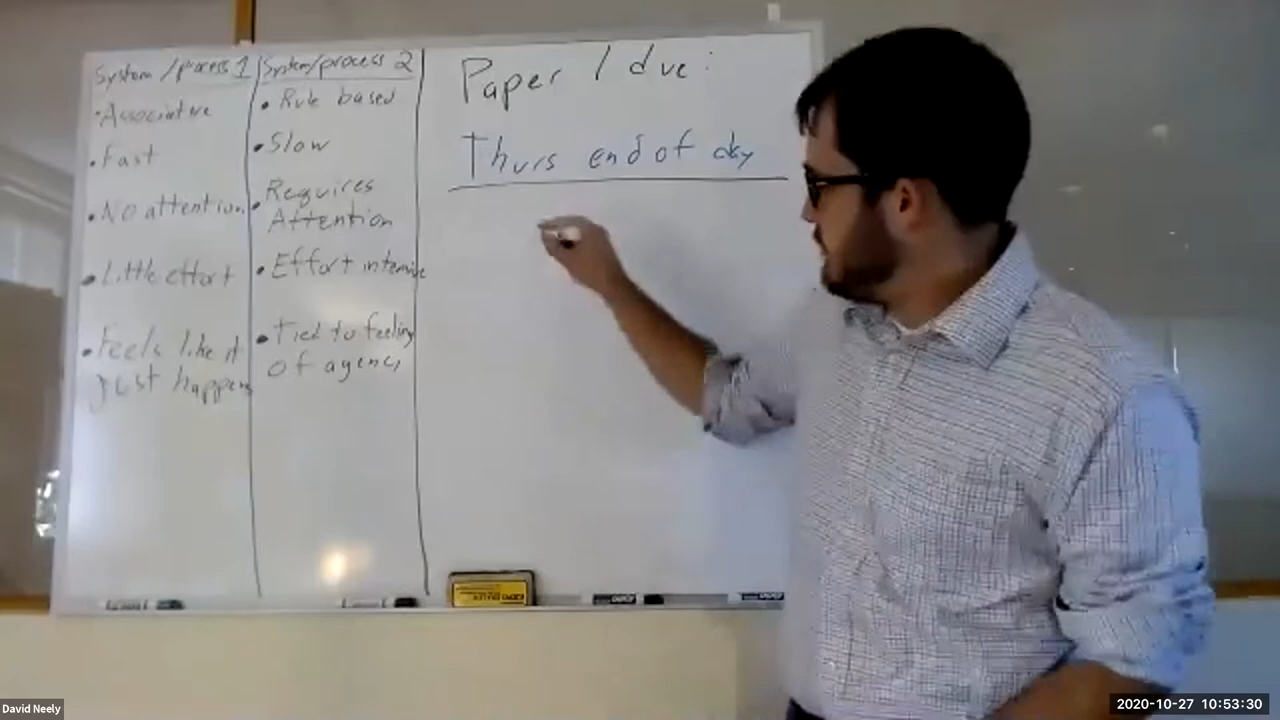 System/process 1
• Associative
• Fast
• No attention
• Little effort
• Feels like it
just happens
System/process 2
• Rule based
• Slow
• Requires
Attention
• Effort intensive
• Tied to feeling
of agency
Paper 1 due:
Thurs end of day
EXPO
EXPO
David Neely
2020-10-27 10:53:30